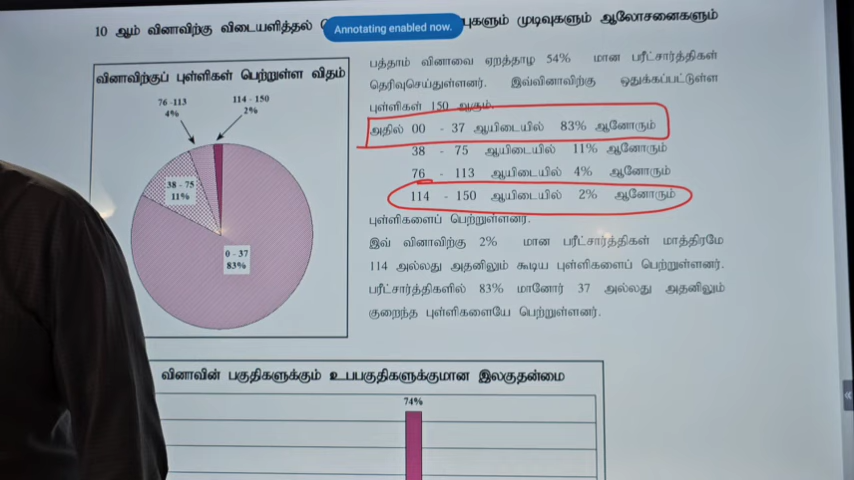 10 ஆம் வினாவிற்கு விடையளித்தல்
Annotating enabled now.
முடிவுகளும் ஆலோசனைகளும்
வினாவிற்குப் புள்ளிகள் பெற்றுள்ள விதம்
76 -113
4%
114 - 150
2%
38 - 75
11%
0 - 37
83%
பத்தாம் வினாவை ஏறத்தாழ 54% மான பரீட்சார்த்திகள்
தெரிவுசெய்துள்ளனர். இவ்வினாவிற்கு ஒதுக்கப்பட்டுள்ள
புள்ளிகள் 150 ஆகும்.
அதில் 00 - 37 ஆயிடையில் 83% ஆனோரும்
38 - 75 ஆயிடையில் 11% ஆனோரும்
76 - 113 ஆயிடையில் 4% ஆனோரும்
114 - 150 ஆயிடையில் 2% ஆனோரும்
புள்ளிகளைப் பெற்றுள்ளனர்.
இவ் வினாவிற்கு 2% மான பரீட்சார்த்திகள் மாத்திரமே
114 அல்லது அதனிலும் கூடிய புள்ளிகளைப் பெற்றுள்ளனர்.
பரீட்சார்த்திகளில் 83% மானோர் 37 அல்லது அதனிலும்
குறைந்த புள்ளிகளையே பெற்றுள்ளனர்.
வினாவின் பகுதிகளுக்கும் உபபகுதிகளுக்குமான இலகுதன்மை
74%